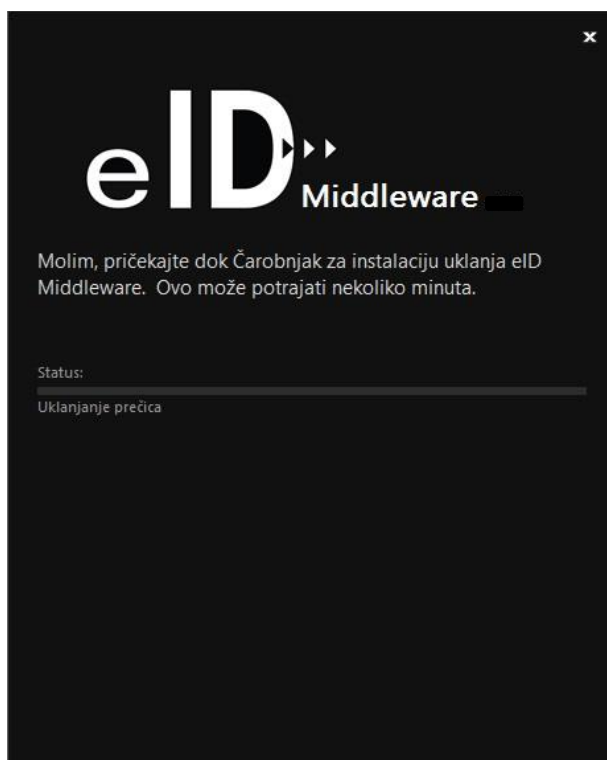 eID
Middleware
Molim, pričekajte dok Čarobnjak za instalaciju uklanja eID
Middleware.  Ovo može potrajati nekoliko minuta.
Status:
Uklanjanje prečica